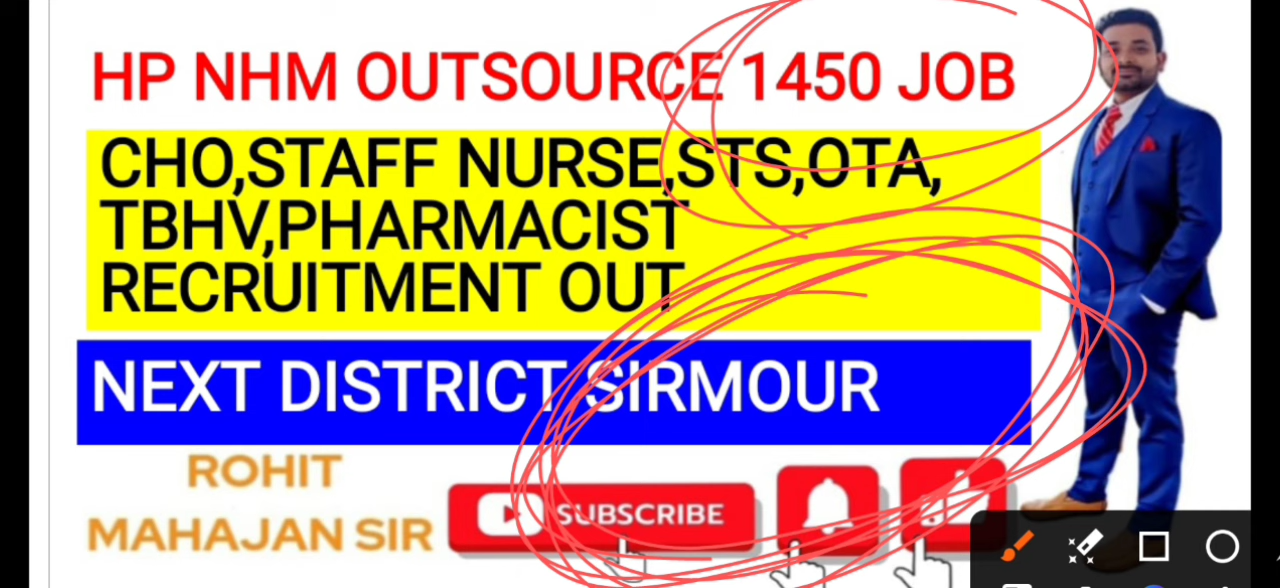 HP NHM OUTSOURCE 1450 JOB
CHO,STAFF NURSE,STS,OTA,
TBHV,PHARMACIST
RECRUITMENT OUT
NEXT DISTRICT SIRMOUR
ROHIT
MAHAJAN SIR
SUBSCRIBE